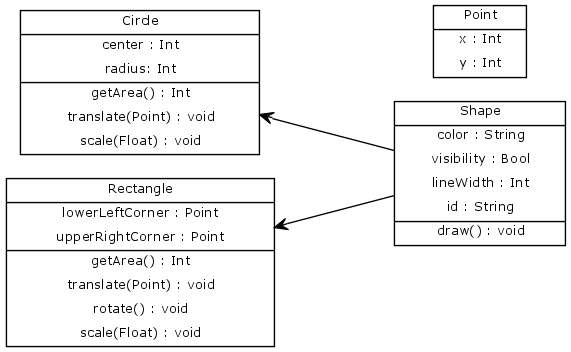 Circle
center : Int
radius: Int
getArea() : Int
translate(Point) : void
scale(Float) : void
Point
x : Int
y : Int
Shape
color : String
visibility : Bool
lineWidth : Int
id : String
draw() : void
Rectangle
lowerLeftCorner : Point
upperRightCorner : Point
getArea() : Int
translate(Point) : void
rotate() : void
scale(Float) : void